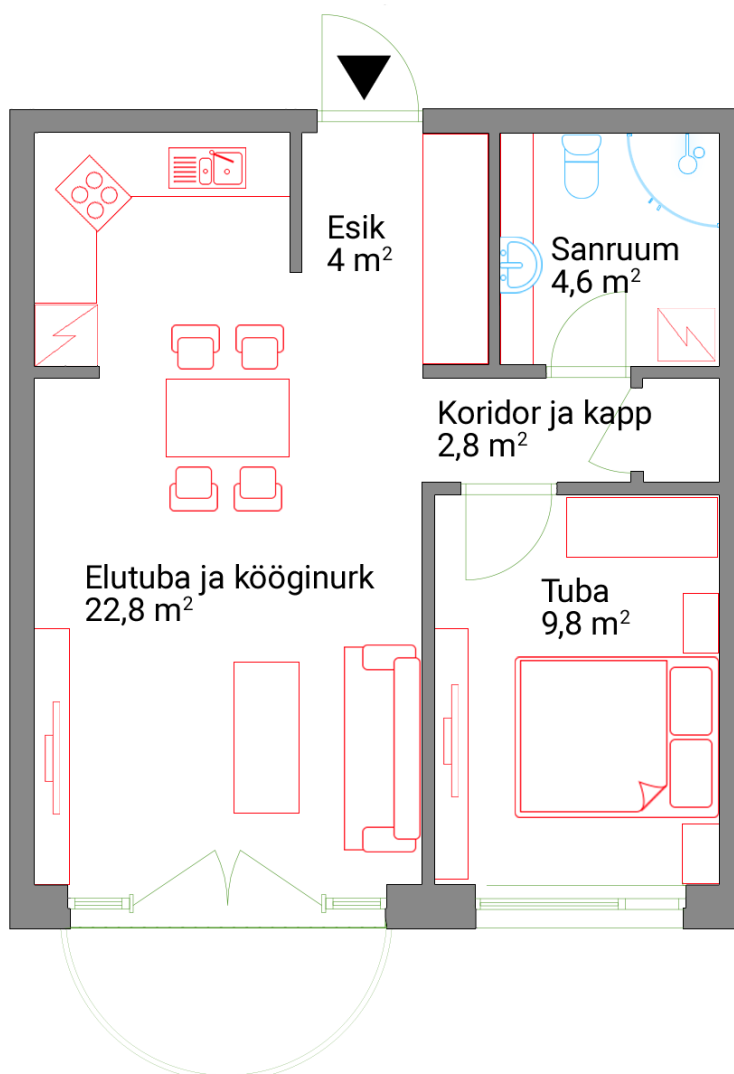 Esik
4 m²
Sanruum
4,6 m²
Koridor ja kapp
2,8 m²
Elutuba ja kööginurk
22,8 m²
Tuba
9,8 m²